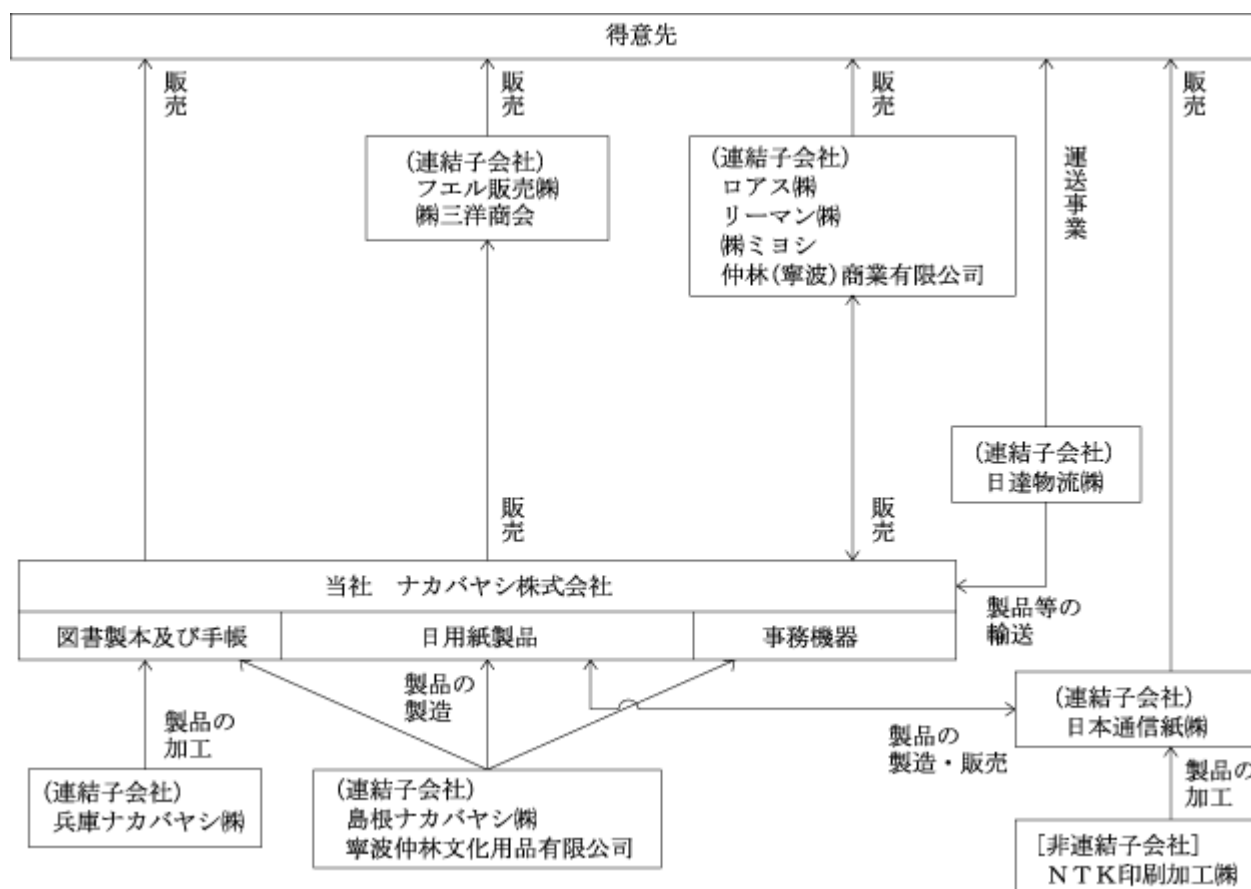 得意先
販売
販売
販売
運送事業
販売
(連結子会社)
フエル販売㈱
㈱三洋商会
(連結子会社)
ロアス㈱
リーマン㈱
㈱ミヨシ
仲林(寧波)商業有限公司
(連結子会社)
日達物流㈱
販売
販売
当社　ナカバヤシ株式会社
図書製本及び手帳
日用紙製品
事務機器
製品等の
輸送
製品の
加工
製品の
製造
製品の
製造・販売
(連結子会社)
日本通信紙㈱
製品の
加工
(連結子会社)
兵庫ナカバヤシ㈱
(連結子会社)
島根ナカバヤシ㈱
寧波仲林文化用品有限公司
[非連結子会社]
ＮＴＫ印刷加工㈱